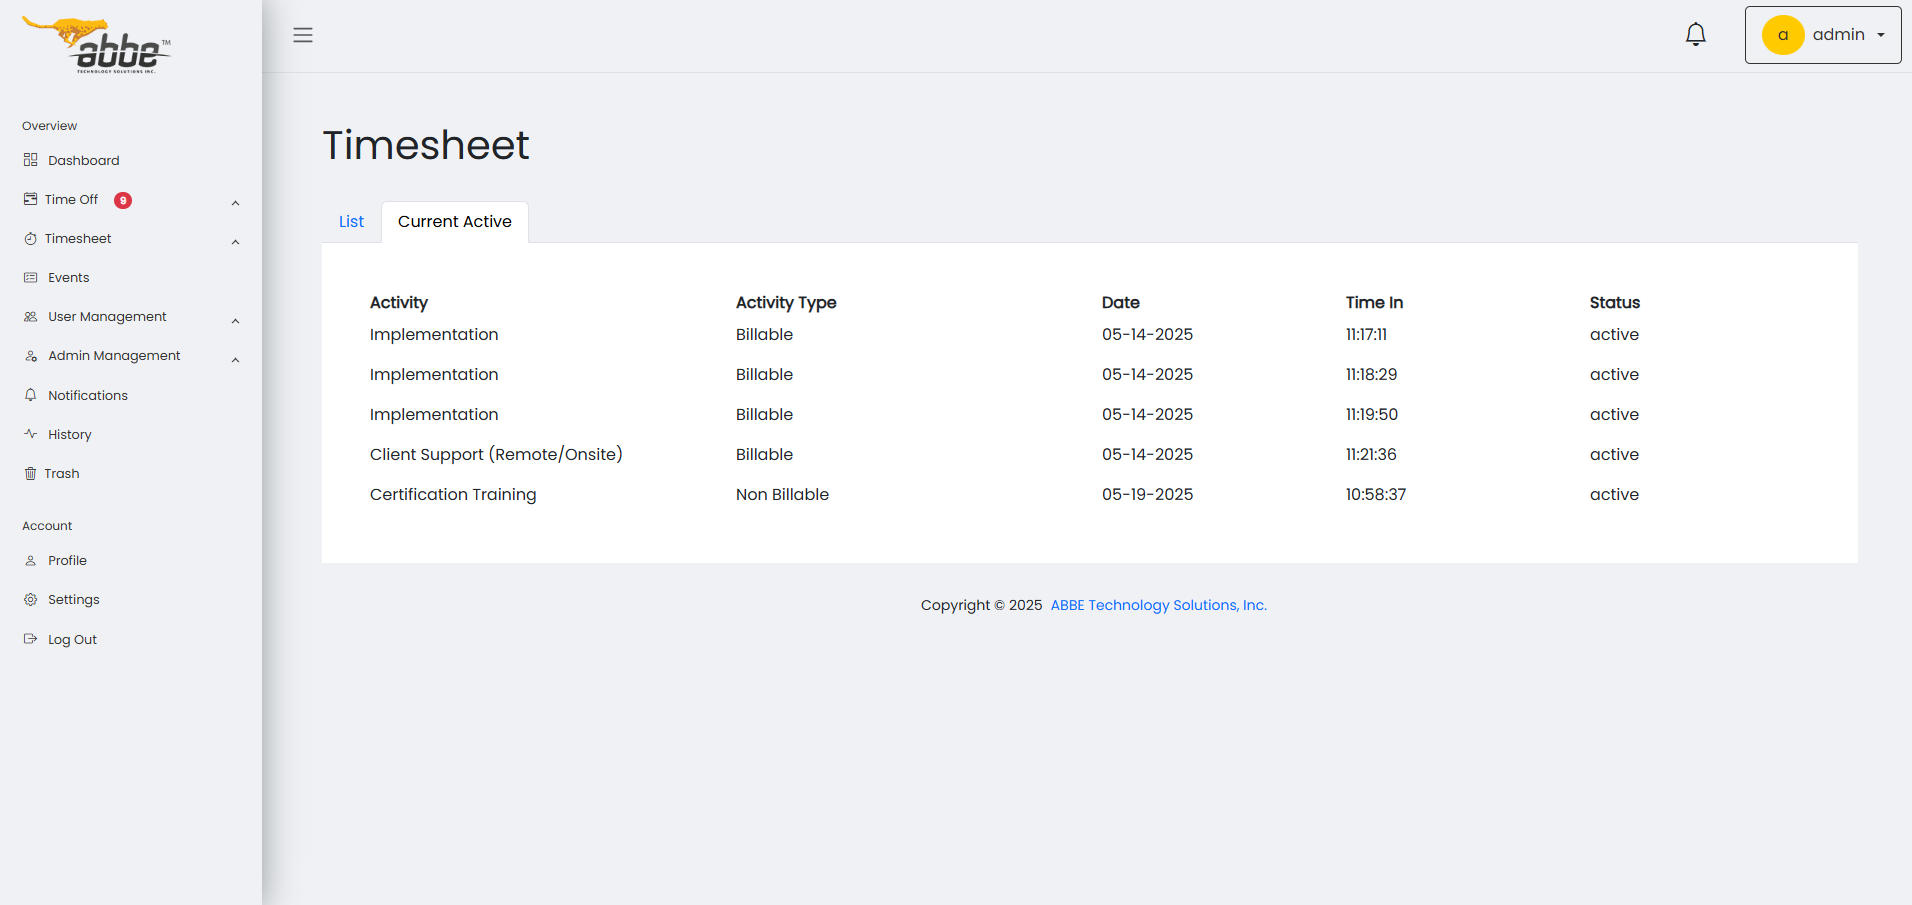 abbe™
TECHNOLOGY SOLUTIONS INC.
a admin
Overview
Dashboard
Time Off 9
Timesheet
Events
User Management
Admin Management
Notifications
History
Trash
Account
Profile
Settings
Log Out
Timesheet
List Current Active
Activity Activity Type Date Time In Status
Implementation Billable 05-14-2025 11:17:11 active
Implementation Billable 05-14-2025 11:18:29 active
Implementation Billable 05-14-2025 11:19:50 active
Client Support (Remote/Onsite) Billable 05-14-2025 11:21:36 active
Certification Training Non Billable 05-19-2025 10:58:37 active
Copyright © 2025 ABBE Technology Solutions, Inc.